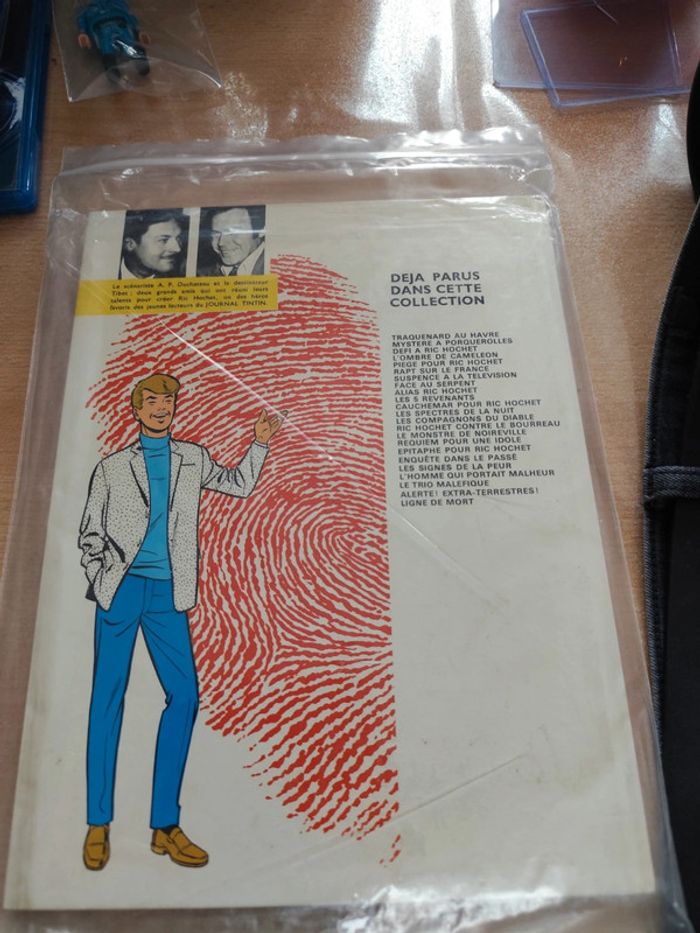 Le scénariste A. P. Duchateau et le dessinateur
Tibet : deux grands amis qui ont réuni leurs
talents pour créer Ric Hochet, un des héros
favoris des jeunes lecteurs du JOURNAL TINTIN.
DEJA PARUS
DANS CETTE
COLLECTION
TRAQUENARD AU HAVRE
MYSTERE A PORQUEROLLES
DEFI A RIC HOCHET
L'OMBRE DE CAMELEON
PIEGE POUR RIC HOCHET
RAPT SUR LE FRANCE
SUSPENSE A LA TELEVISION
FACE AU SERPENT
ALIAS RIC HOCHET
LES 5 REVENANTS
CAUCHEMAR POUR RIC HOCHET
LES SPECTRES DE LA NUIT
LES COMPAGNONS DU DIABLE
RIC HOCHET CONTRE LE BOURREAU
LE MONSTRE DE NOIREVILLE
REQUIEM POUR UNE IDOLE
EPITAPHE POUR RIC HOCHET
ENQUÊTE DANS LE PASSÉ
LES SIGNES DE LA PEUR
L'HOMME QUI PORTAIT MALHEUR
LE TRIO MALEFIQUE
ALERTE! EXTRA-TERRESTRES!
LIGNE DE MORT